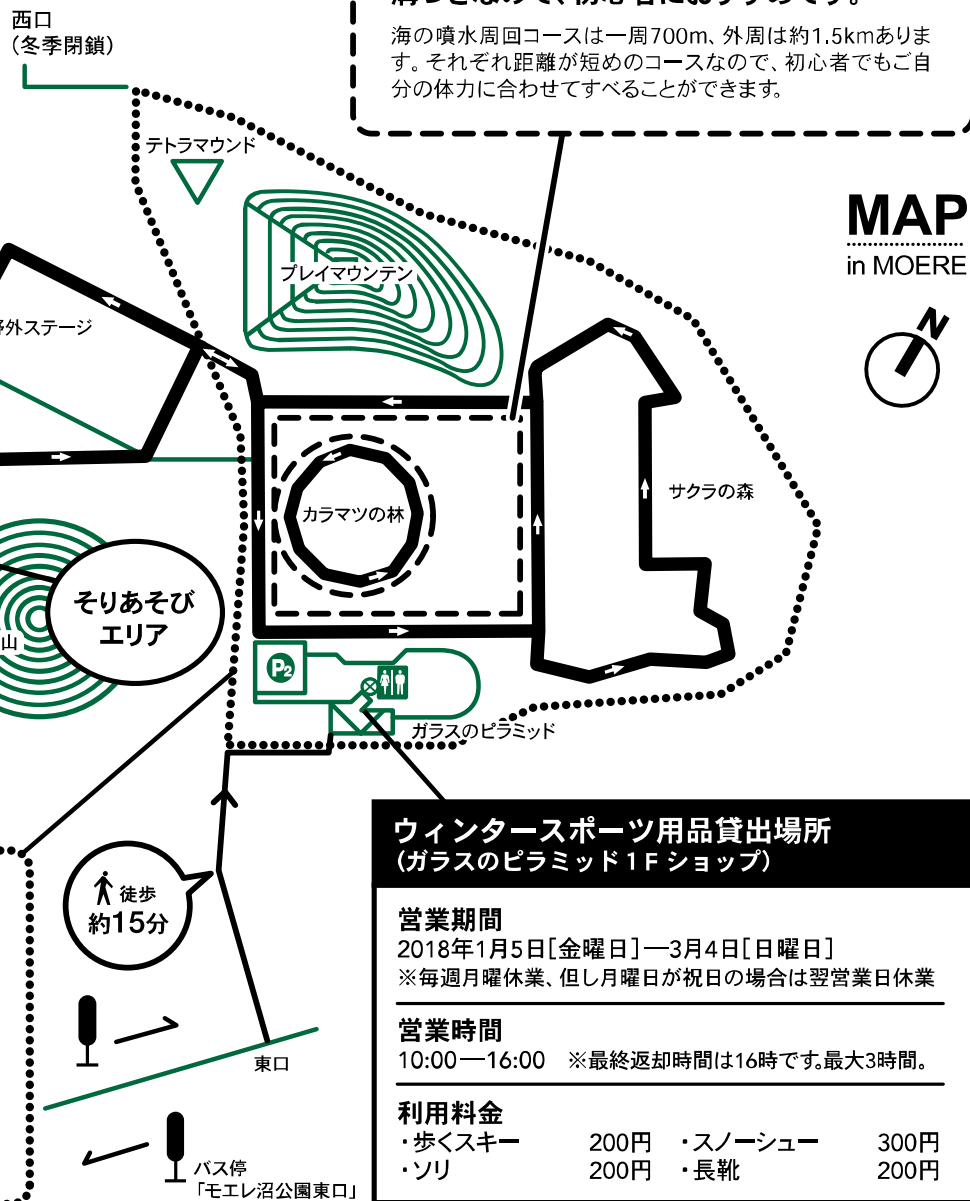 西口
（冬季閉鎖）
海の噴水周回コースは一周700m、外周は約1.5kmありま
す。それぞれ距離が短めのコースなので、初心者でもご自
分の体力に合わせてすべることができます。
テトラマウンド
MAP
in MOERE
N
プレイマウンテン
外ステージ
カラマツの林
サクラの森
そりあそび
エリア
山
P2
ガラスのピラミッド
ウィンタースポーツ用品貸出場所
（ガラスのピラミッド1Fショップ）
徒歩
約15分
営業期間
2018年1月5日［金曜日］—3月4日［日曜日］
※毎週月曜休業、但し月曜日が祝日の場合は翌営業日休業
営業時間
10:00—16:00 ※最終返却時間は16時です。最大3時間。
東口
利用料金
・歩くスキー 200円 ・スノーシュー 300円
・ソリ 200円 ・長靴 200円
バス停
「モエレ沼公園東口」